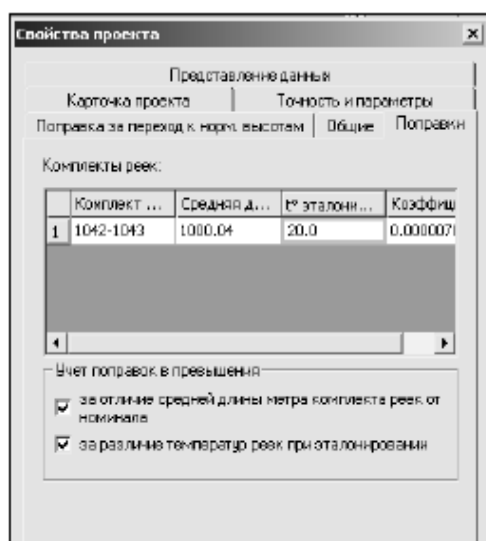 Свойства проекта
Представление данных
Карточка проекта Точность и параметры
Поправка за переход к норм. высотам Общие Поправки
Комплекты реек:
Комплект ... Средняя д... t° эталони... Коэффиц
1 1042-1043 1000.04 20.0 0.000007
Учет поправок в превышения
за отличие средней длины метра комплекта реек от
номинала
за различие температур реек при эталонировании